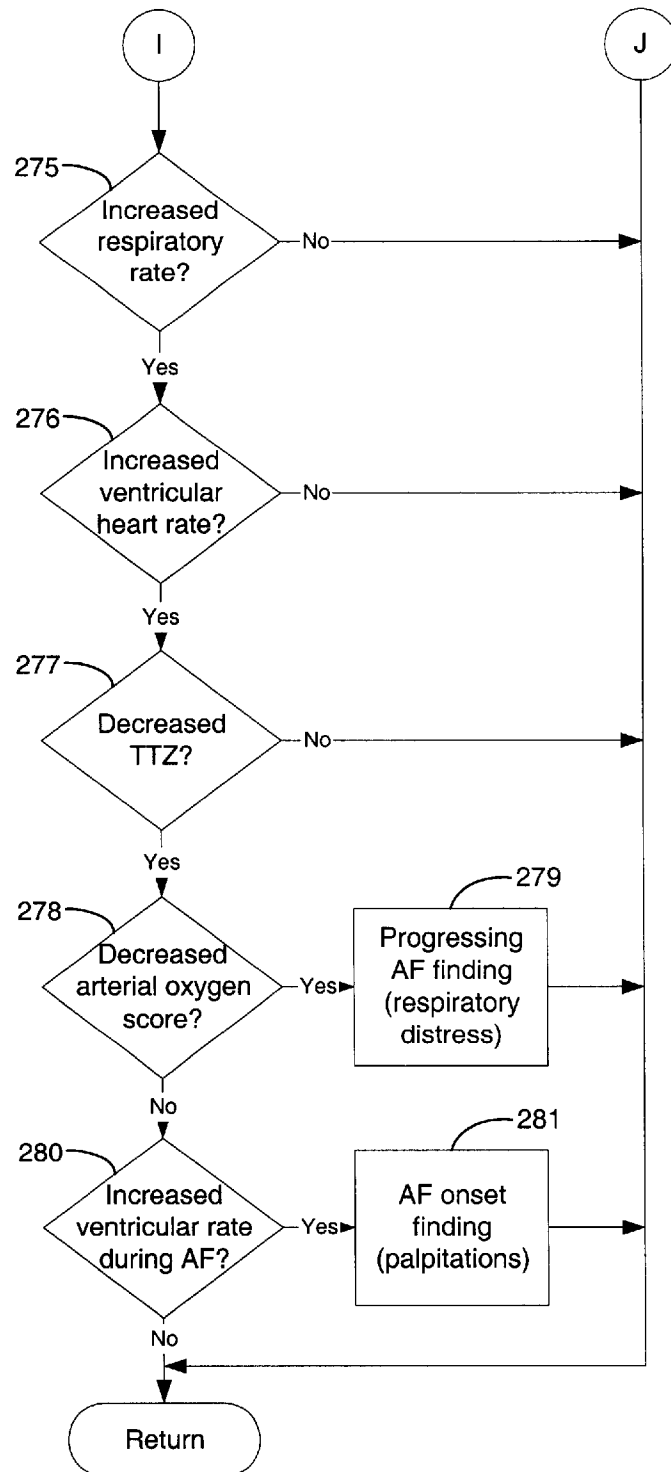 I
J
275
Increased
respiratory
rate?
No
Yes
276
Increased
ventricular
heart rate?
No
Yes
277
Decreased
TTZ?
No
Yes
278
Decreased
arterial oxygen
score?
Yes
279
Progressing
AF finding
(respiratory
distress)
No
280
Increased
ventricular rate
during AF?
Yes
281
AF onset
finding
(palpitations)
No
Return